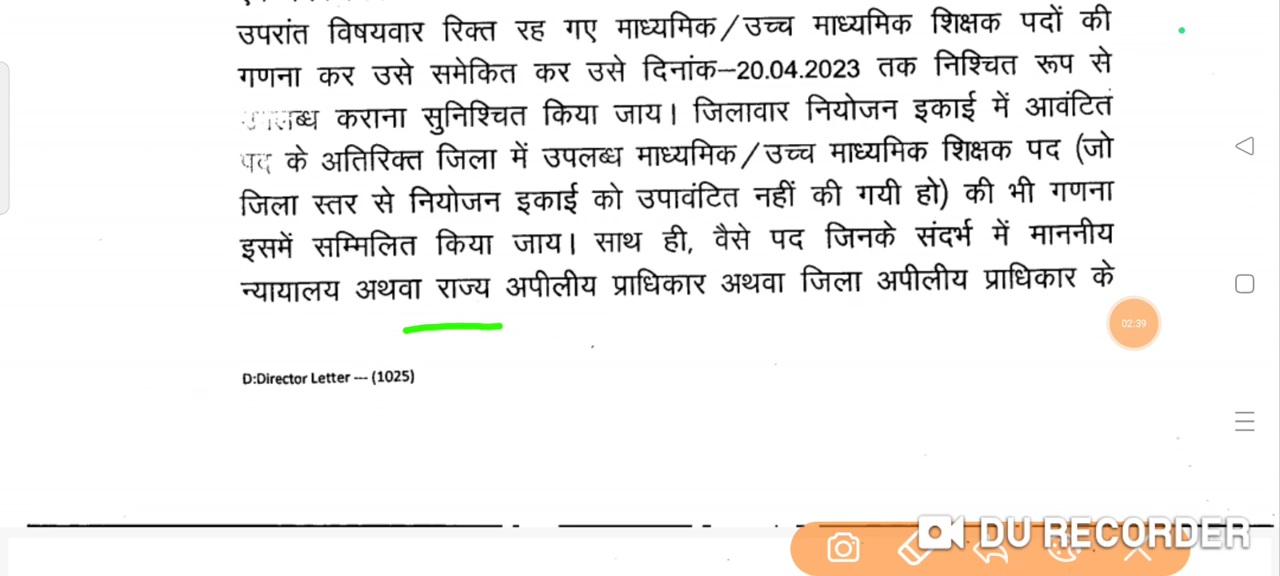 उपरांत विषयवार रिक्त रह गए माध्यमिक/उच्च माध्यमिक शिक्षक पदों की
गणना कर उसे समेकित कर उसे दिनांक–20.04.2023 तक निश्चित रूप से
कराना सुनिश्चित किया जाय। जिलावार नियोजन इकाई में आवंटित
पद के अतिरिक्त जिला में उपलब्ध माध्यमिक/उच्च माध्यमिक शिक्षक पद (जो
जिला स्तर से नियोजन इकाई को उपावंटित नहीं की गयी हो) की भी गणना
इसमें सम्मिलित किया जाय। साथ ही, वैसे पद जिनके संदर्भ में माननीय
न्यायालय अथवा राज्य अपीलीय प्राधिकार अथवा जिला अपीलीय प्राधिकार के
02:39
D:Director Letter --- (1025)
DU RECORDER